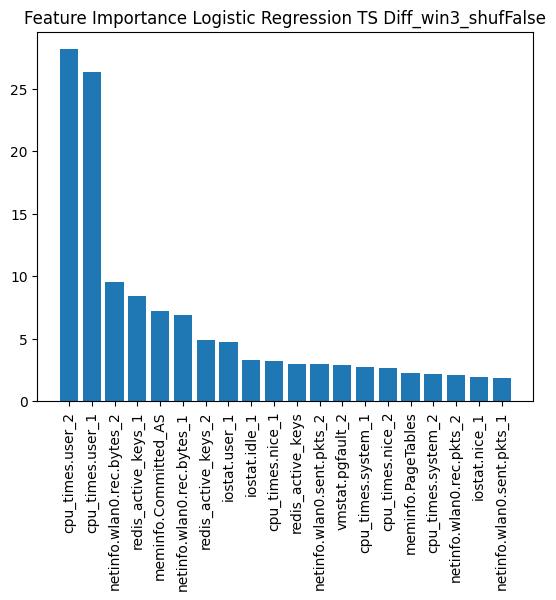 Feature Importance Logistic Regression TS Diff_win3_shufFalse
25
20
15
10
5
0
cpu_times.user_2
cpu_times.user_1
netinfo.wlan0.rec.bytes_2
redis_active_keys_1
meminfo.Committed_AS
netinfo.wlan0.rec.bytes_1
redis_active_keys_2
iostat.user_1
iostat.idle_1
cpu_times.nice_1
redis_active_keys
netinfo.wlan0.sent.pkts_2
vmstat.pgfault_2
cpu_times.system_1
cpu_times.nice_2
meminfo.PageTables
cpu_times.system_2
netinfo.wlan0.rec.pkts_2
iostat.nice_1
netinfo.wlan0.sent.pkts_1